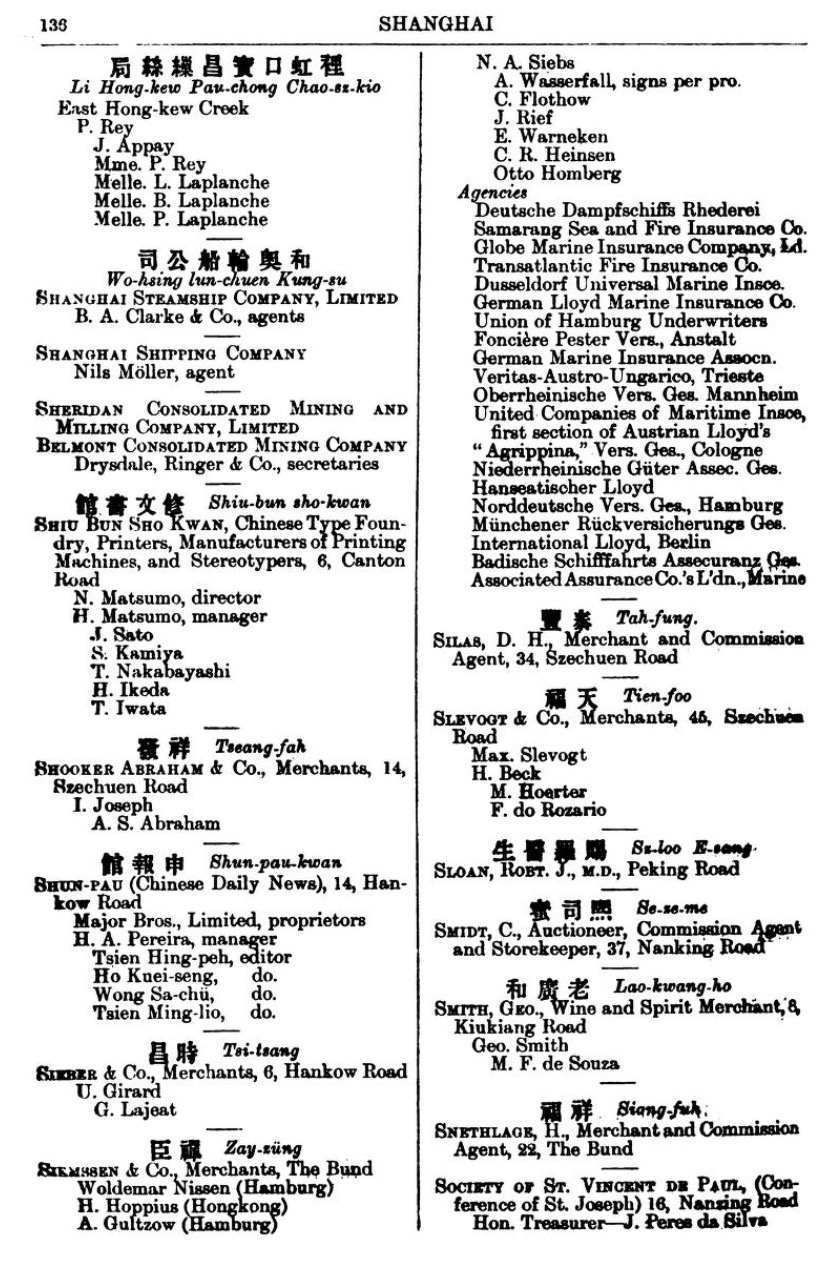 136
SHANGHAI
局絲繅昌寳口虹裡
Li Hong-kew Pau-chong Chao-sz-kio
East Hong-kew Creek
P. Rey
J. Appay
Mme. P. Rey
Melle. L. Laplanche
Melle. B. Laplanche
Melle. P. Laplanche
司公船輪興和
Wo-hsing lun-chuen Kung-su
SHANGHAI STEAMSHIP COMPANY, LIMITED
B. A. Clarke & Co., agents
SHANGHAI SHIPPING COMPANY
Nils Möller, agent
SHERIDAN CONSOLIDATED MINING AND
MILLING COMPANY, LIMITED
BELMONT CONSOLIDATED MINING COMPANY
Drysdale, Ringer & Co., secretaries
館書文修 Shiu-bun sho-kwan
SHIU BUN SHO KWAN, Chinese Type Foun-
dry, Printers, Manufacturers of Printing
Machines, and Stereotypers, 6, Canton
Road
N. Matsumo, director
H. Matsumo, manager
J. Sato
S. Kamiya
T. Nakabayashi
H. Ikeda
T. Iwata
發祥 Tseang-fah
SHOOKER ABRAHAM & Co., Merchants, 14,
Szechuen Road
I. Joseph
A. S. Abraham
館報申 Shun-pau-kwan
SHUN-PAU (Chinese Daily News), 14, Han-
kow Road
Major Bros., Limited, proprietors
H. A. Pereira, manager
Tsien Hing-peh, editor
Ho Kuei-seng, do.
Wong Sa-chü, do.
Tsien Ming-lio, do.
昌時 Tsi-tsang
SIEBER & Co., Merchants, 6, Hankow Road
U. Girard
G. Lajeat
臣禪 Zay-züng
SIEMSSEN & Co., Merchants, The Bund
Woldemar Nissen (Hamburg)
H. Hoppius (Hongkong)
A. Gultzow (Hamburg)
N. A. Siebs
A. Wasserfall, signs per pro.
C. Flothow
J. Rief
E. Warneken
C. R. Heinsen
Otto Homberg
Agencies
Deutsche Dampfschiffs Rhederei
Samarang Sea and Fire Insurance Co.
Globe Marine Insurance Company, Ld.
Transatlantic Fire Insurance Co.
Dusseldorf Universal Marine Insce.
German Lloyd Marine Insurance Co.
Union of Hamburg Underwriters
Foncière Pester Vers., Anstalt
German Marine Insurance Assocn.
Veritas-Austro-Ungarico, Trieste
Oberrheinische Vers. Ges. Mannheim
United Companies of Maritime Insce,
first section of Austrian Lloyd's
"Agrippina," Vers. Ges., Cologne
Niederrheinische Güter Assec. Ges.
Hanseatischer Lloyd
Norddeutsche Vers. Ges., Hamburg
Münchener Rückversicherungs Ges.
International Lloyd, Berlin
Badische Schifffahrts Assecuranz Ges.
Associated Assurance Co.'s L'dn., Marine
豐泰 Tah-fung.
SILAS, D. H., Merchant and Commission
Agent, 34, Szechuen Road
福天 Tien-foo
SLEVOGT & Co., Merchants, 45, Szechuen
Road
Max. Slevogt
H. Beck
M. Hoerter
F. do Rozario
生醫羅賜 Sz-loo E-sang.
SLOAN, ROBT. J., M.D., Peking Road
蜜司熙 Se-sz-me
SMIDT, C., Auctioneer, Commission Agent
and Storekeeper, 37, Nanking Road
和廣老 Lao-kwang-ho
SMITH, GEO., Wine and Spirit Merchant, 8,
Kiukiang Road
Geo. Smith
M. F. de Souza
福祥 Siang-fuh.
SNETHLAGE, H., Merchant and Commission
Agent, 22, The Bund
SOCIETY OF ST. VINCENT DE PAUL, (Con-
ference of St. Joseph) 16, Nanzing Road
Hon. Treasurer—J. Peres da Silva